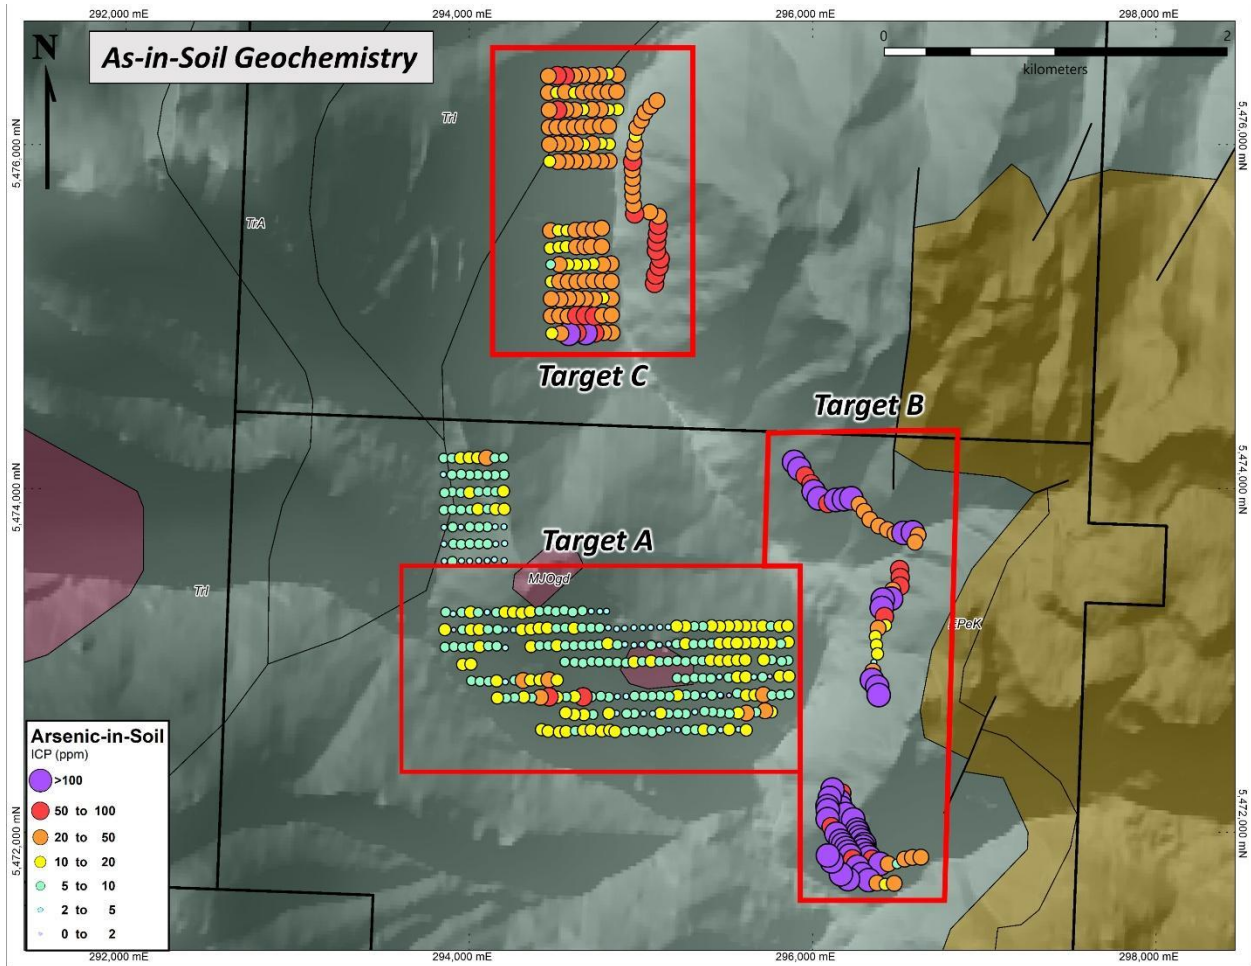 292,000 mE
294,000 mE
296,000 mE
298,000 mE
N
As-in-Soil Geochemistry
0
2
kilometers
TrI
5,476,000 mN
5,476,000 mN
TrA
Target C
Target B
5,474,000 mN
5,474,000 mN
Target A
MJOgd
TrI
EPeK
Arsenic-in-Soil
ICP (ppm)
>100
50 to 100
20 to 50
10 to 20
5 to 10
2 to 5
0 to 2
5,472,000 mN
5,472,000 mN
292,000 mE
294,000 mE
296,000 mE
298,000 mE